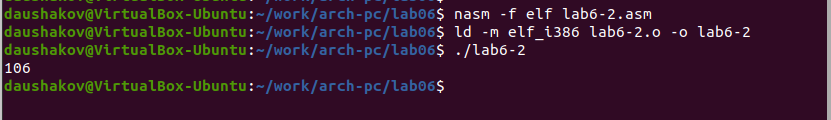 daushakov@VirtualBox-Ubuntu:~/work/arch-pc/lab06$ nasm -f elf lab6-2.asm
daushakov@VirtualBox-Ubuntu:~/work/arch-pc/lab06$ ld -m elf_i386 lab6-2.o -o lab6-2
daushakov@VirtualBox-Ubuntu:~/work/arch-pc/lab06$ ./lab6-2
106
daushakov@VirtualBox-Ubuntu:~/work/arch-pc/lab06$